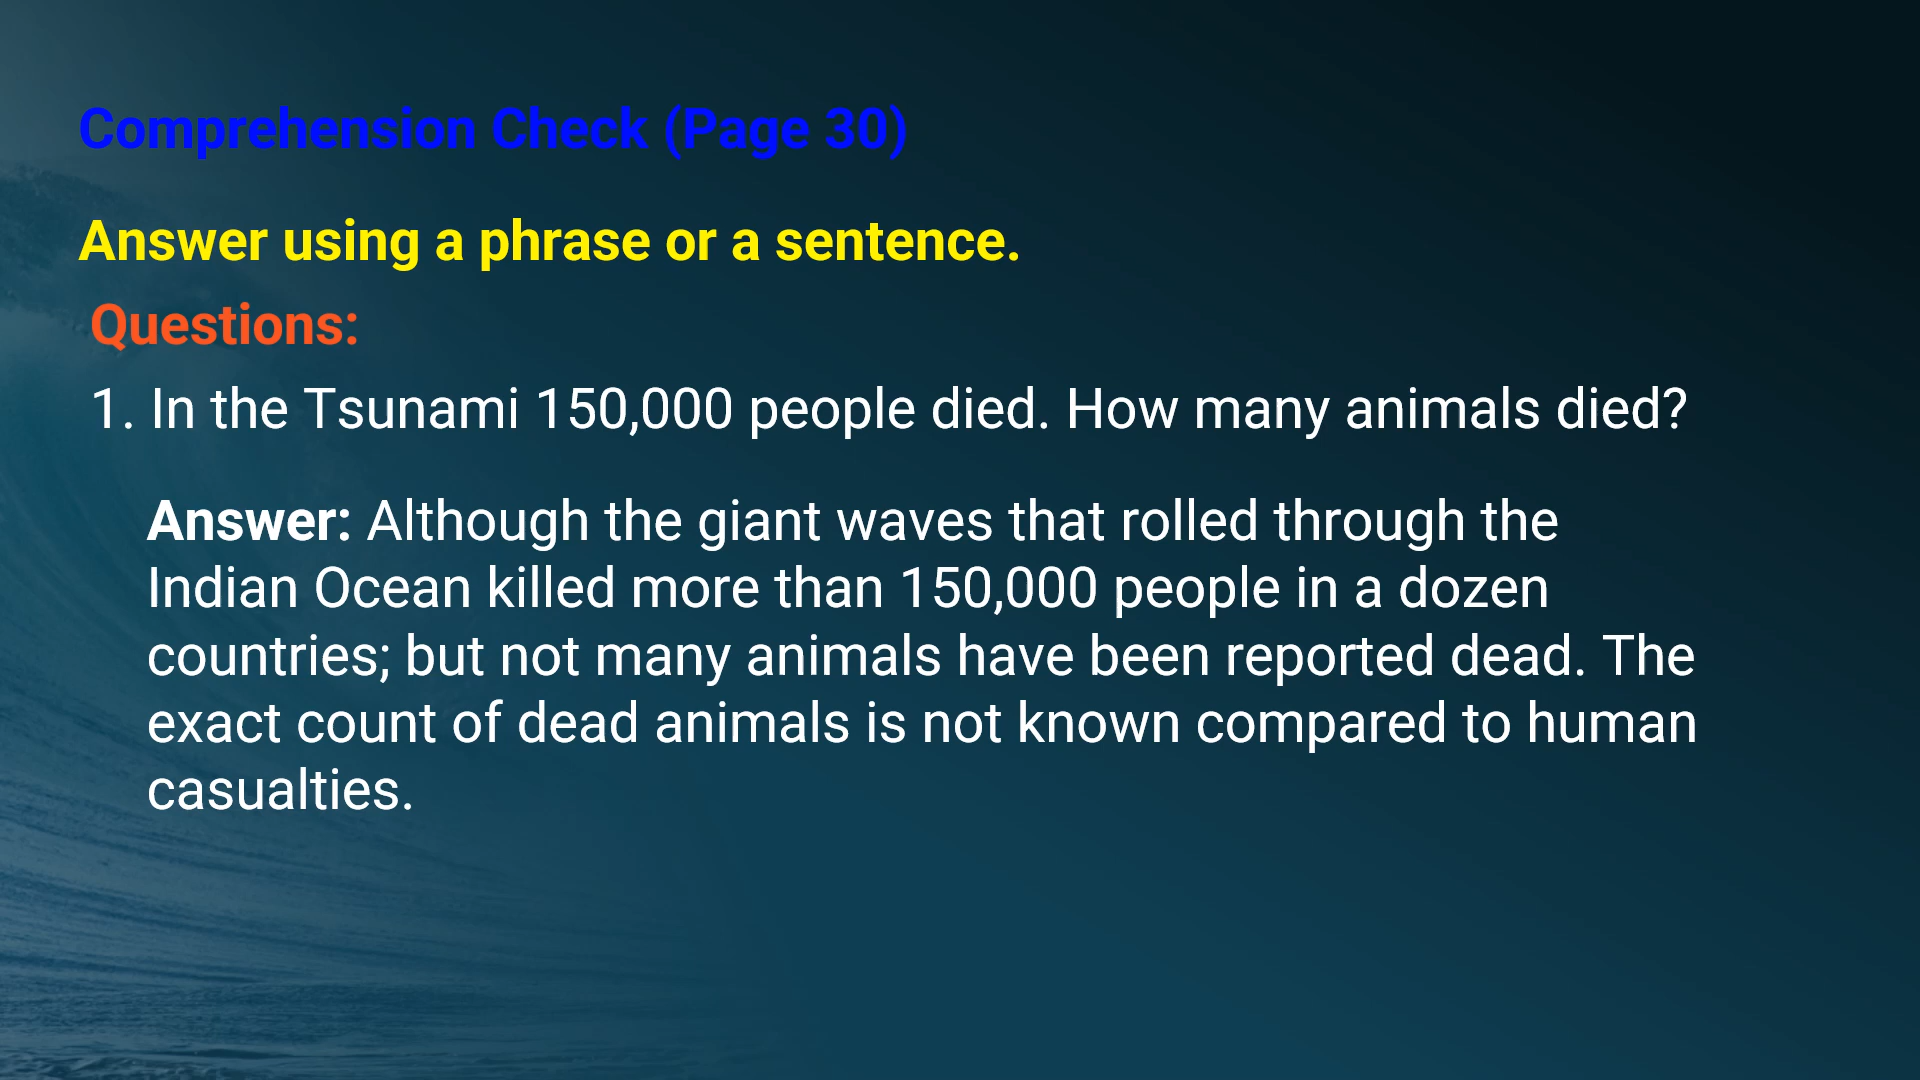 Comprehension Check (Page 30)
Answer using a phrase or a sentence.
Questions:
1. In the Tsunami 150,000 people died. How many animals died?
Answer: Although the giant waves that rolled through the
Indian Ocean killed more than 150,000 people in a dozen
countries; but not many animals have been reported dead. The
exact count of dead animals is not known compared to human
casualties.